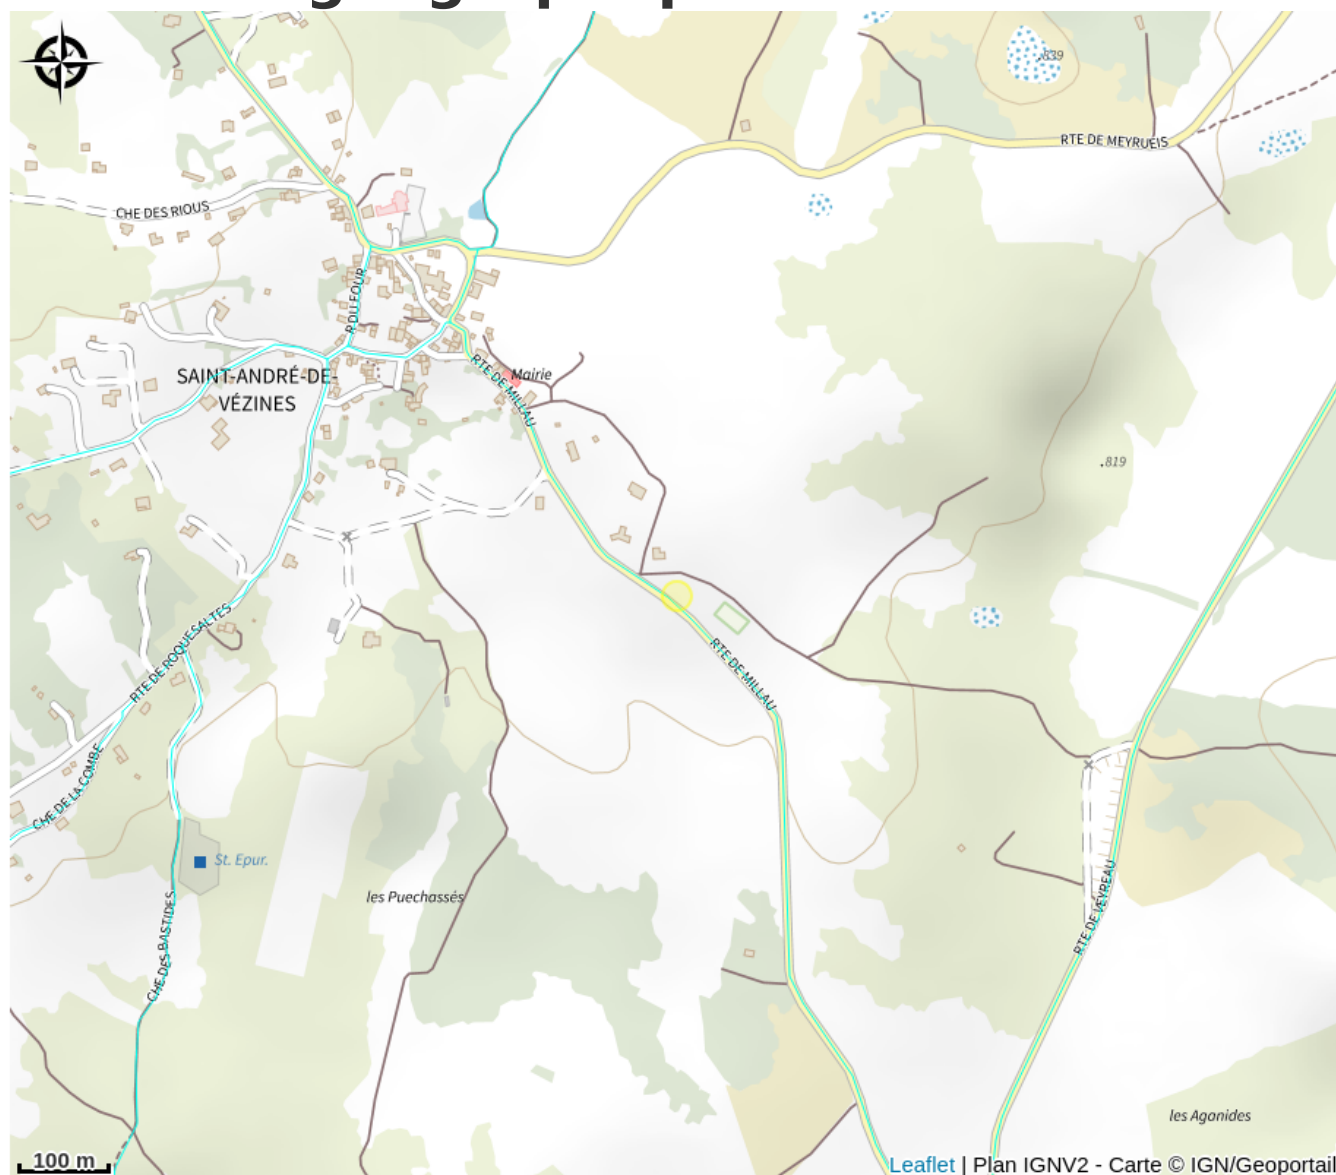 839
RTE DE MEYRUEIS
CHE DES RIOUS
R DU FOUR
RTE DE MILLAU
Mairie
SAINT-ANDRÉ-DE-
VÉZINES
.819
RTE DE ROQUESALTES
RTE DE MILLAU
CHE DE LA COMBE
St. Epur.
les Puechassés
RTE DE VEYREAU
CHE DES BASTIDES
les Aganides
100 m
Leaflet | Plan IGNV2 - Carte © IGN/Geoportail